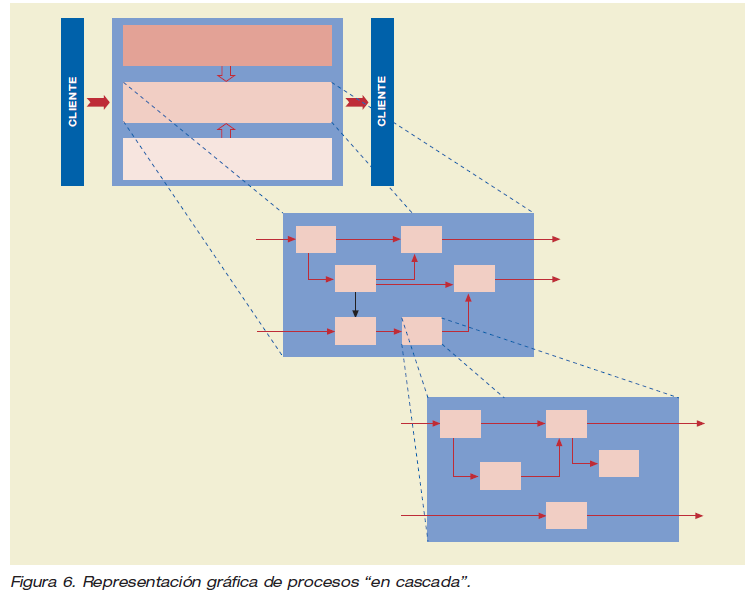 CLIENTE
CLIENTE
Figura 6. Representación gráfica de procesos “en cascada”.